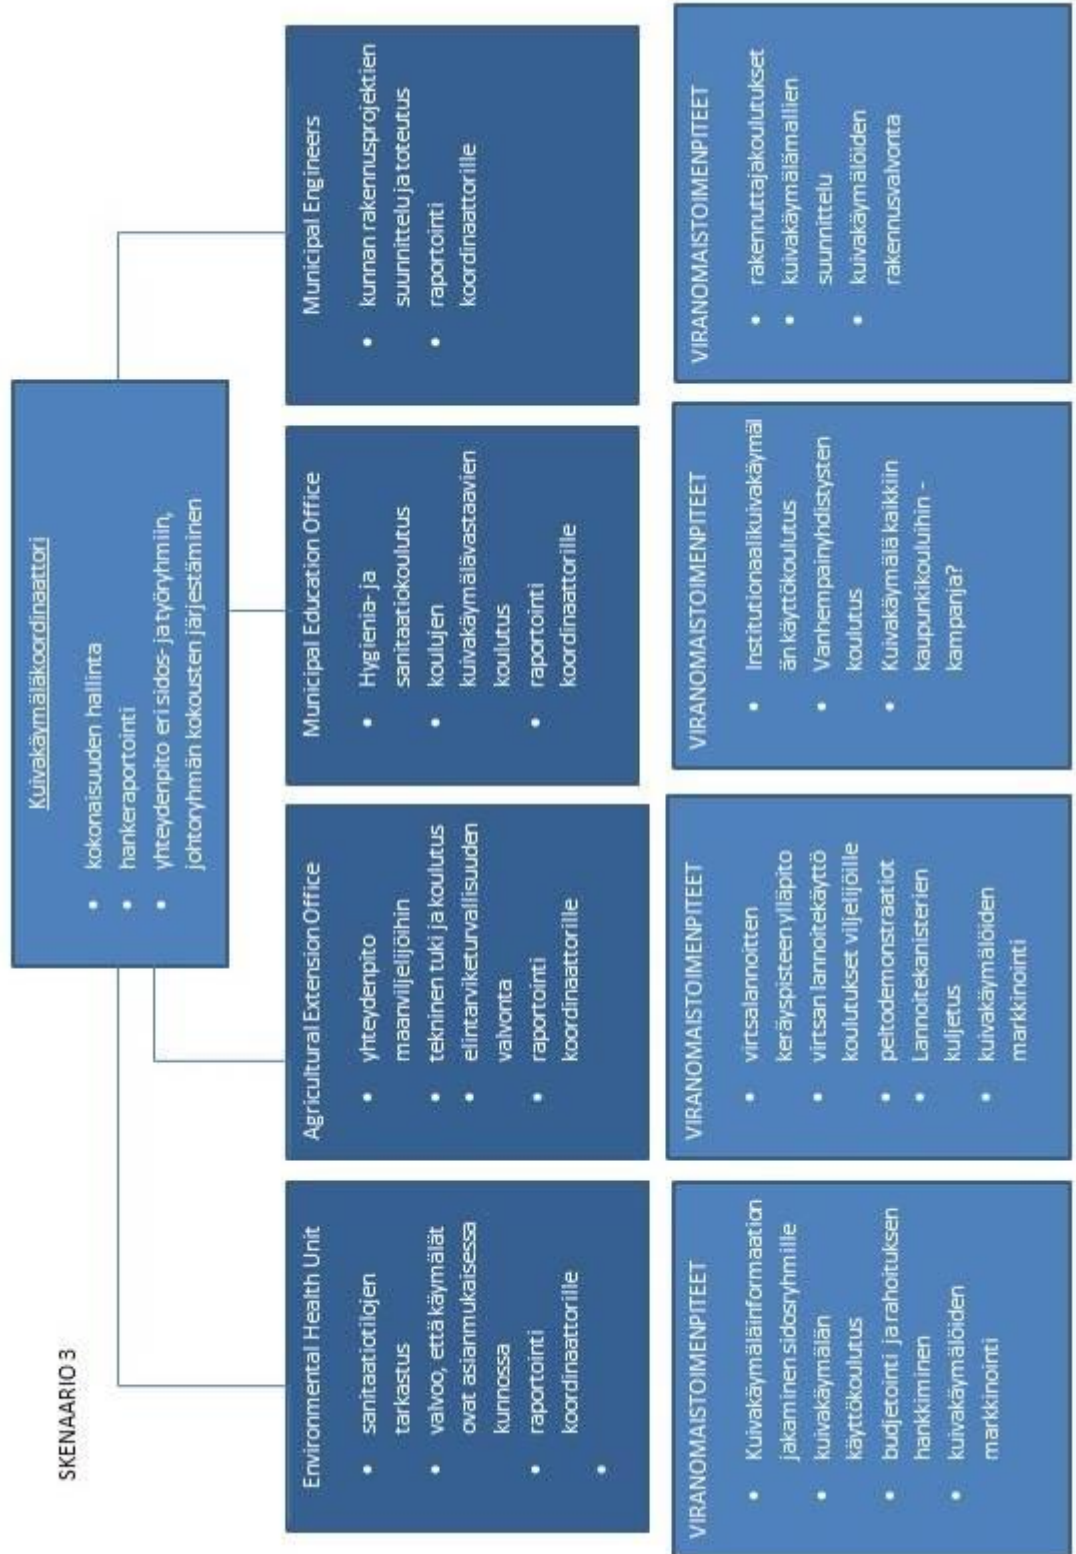 SKENAARIO 3
Kuivakäymäläkoordinaattori
• kokonaisuuden hallinta
• hankeraportointi
• yhteydenpito eri sidos- ja työryhmiin,
johtoryhmän kokousten järjestäminen
Environmental Health Unit
• sanitaatiotilojen
tarkastus
• valvoo, että käymälät
ovat asianmukaisessa
kunnossa
• raportointi
koordinaattorille
•
Agricultural Extension Office
• yhteydenpito
maanviljelijöihin
• tekninen tuki ja koulutus
• elintarviketurvallisuuden
valvonta
• raportointi
koordinaattorille
Municipal Education Office
• Hygienia- ja
sanitaatiokoulutus
• koulujen
kuivakäymälävastaavien
koulutus
• raportointi
koordinaattorille
Municipal Engineers
• kunnan rakennusprojektien
suunnittelu ja toteutus
• raportointi
koordinaattorille
VIRANOMAISTOIMENPITEET
• Kuivakäymäläinformaation
jakaminen sidosryhmille
• kuivakäymälän
käyttökoulutus
• budjetointi ja rahoituksen
hankkiminen
• kuivakäymälöiden
markkinointi
VIRANOMAISTOIMENPITEET
• virtsalannoitten
keräyspisteen ylläpito
• virtsan lannoitekäyttö
koulutukset viljelijöille
• peltodemonstraatiot
• Lannoitekanisterien
kuljetus
• kuivakäymälöiden
markkinointi
VIRANOMAISTOIMENPITEET
• Institutionaalikuivakäymäl
än käyttökoulutus
• Vanhempainyhdistysten
koulutus
• Kuivakäymälä kaikkiin
kaupunkikouluihin -
kampanja?
VIRANOMAISTOIMENPITEET
• rakennuttajakoulutukset
• kuivakäymälämallien
suunnittelu
• kuivakäymälöiden
rakennusvalvonta